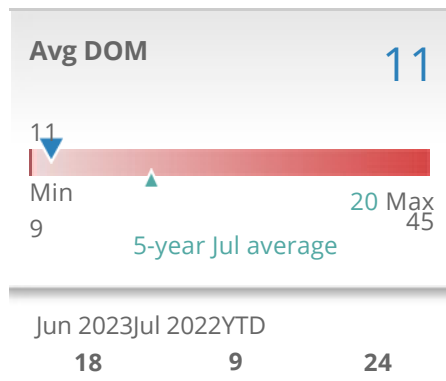 Avg DOM 11
11
Min 20 Max
9 45
5-year Jul average
Jun 2023Jul 2022YTD
18 9 24